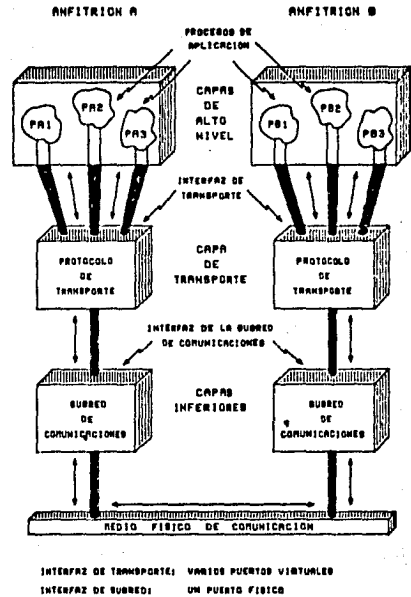 ANFITRION A
ANFITRION B
PROCESOS DE
APLICACION
CAPAS
DE
ALTO
NIVEL
PA1
PA2
PA3
PB1
PB2
PB3
INTERFAZ DE
TRANSPORTE
PROTOCOLO
DE
TRANSPORTE
CAPA
DE
TRANSPORTE
PROTOCOLO
DE
TRANSPORTE
INTERFAZ DE LA SUBRED
DE COMUNICACIONES
SUBRED
DE
COMUNICACIONES
CAPAS
INFERIORES
SUBRED
DE
COMUNICACIONES
MEDIO FISICO DE COMUNICACION
INTERFAZ DE TRANSPORTE: VARIOS PUERTOS VIRTUALES
INTERFAZ DE SUBRED: UN PUERTO FISICO